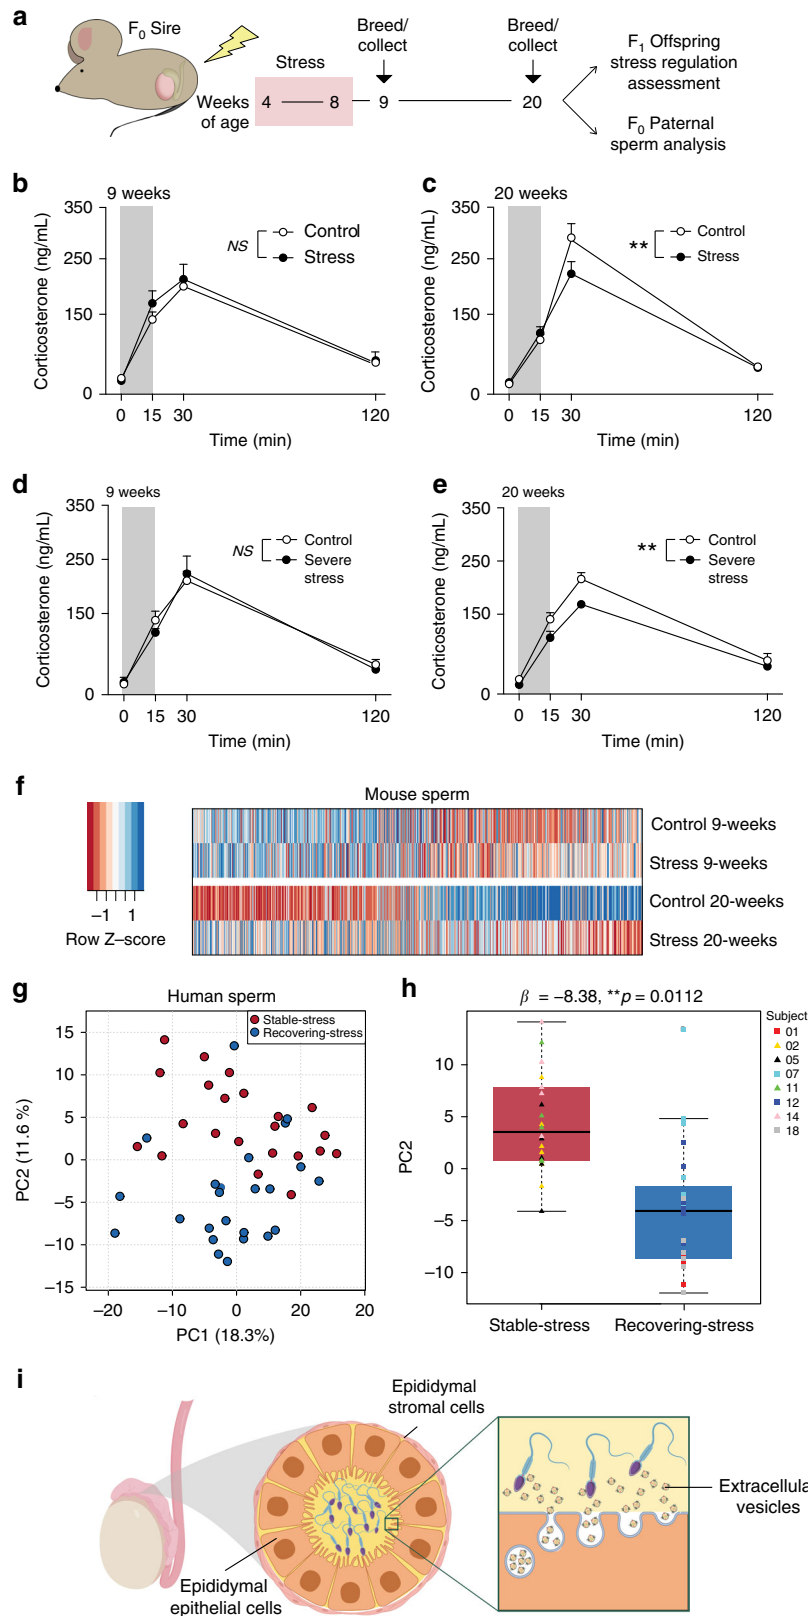 a
F0 Sire
Breed/
collect
Breed/
collect
Stress
Weeks
of age
4
8
9
20
F1 Offspring
stress regulation
assessment
F0 Paternal
sperm analysis
b
9 weeks
350
250
150
0
Corticosterone (ng/mL)
NS
Control
Stress
0 15 30 120
Time (min)
c
20 weeks
350
250
150
0
Corticosterone (ng/mL)
**
Control
Stress
0 15 30 120
Time (min)
d
9 weeks
350
250
150
0
Corticosterone (ng/mL)
NS
Control
Severe
stress
0 15 30 120
Time (min)
e
20 weeks
350
250
150
0
Corticosterone (ng/mL)
**
Control
Severe
stress
0 15 30 120
Time (min)
f
Mouse sperm
−1 1
Row Z−score
Control 9-weeks
Stress 9-weeks
Control 20-weeks
Stress 20-weeks
g
Human sperm
Stable-stress
Recovering-stress
15
10
5
0
−5
−10
−15
PC2 (11.6 %)
−20 −10 0 20 20
PC1 (18.3%)
h
β = −8.38, **p = 0.0112
10
5
0
−5
−10
PC2
Stable-stress Recovering-stress
Subject
01
02
05
07
11
12
14
18
i
Epididymal
stromal cells
Epididymal
epithelial cells
Extracellula
vesicles